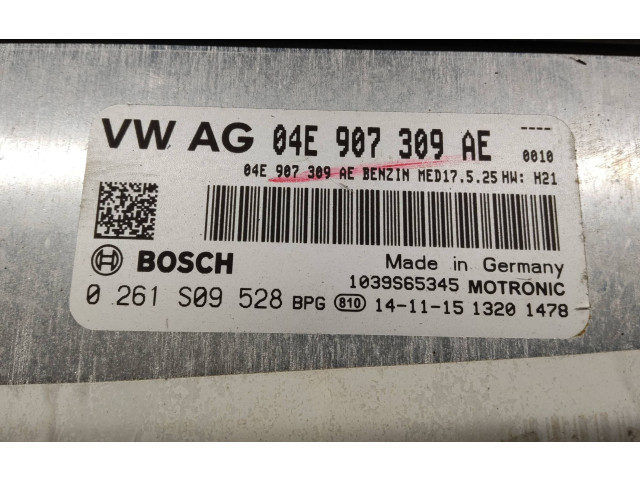 VW AG 04E 907 309 AE ----
0010
04E 907 309 AE BENZIN MED17.5.25 HW: H21
BOSCH
Made in Germany
1039S65345 MOTRONIC
0 261 S09 528 BPG 810 14-11-15 1320 1478